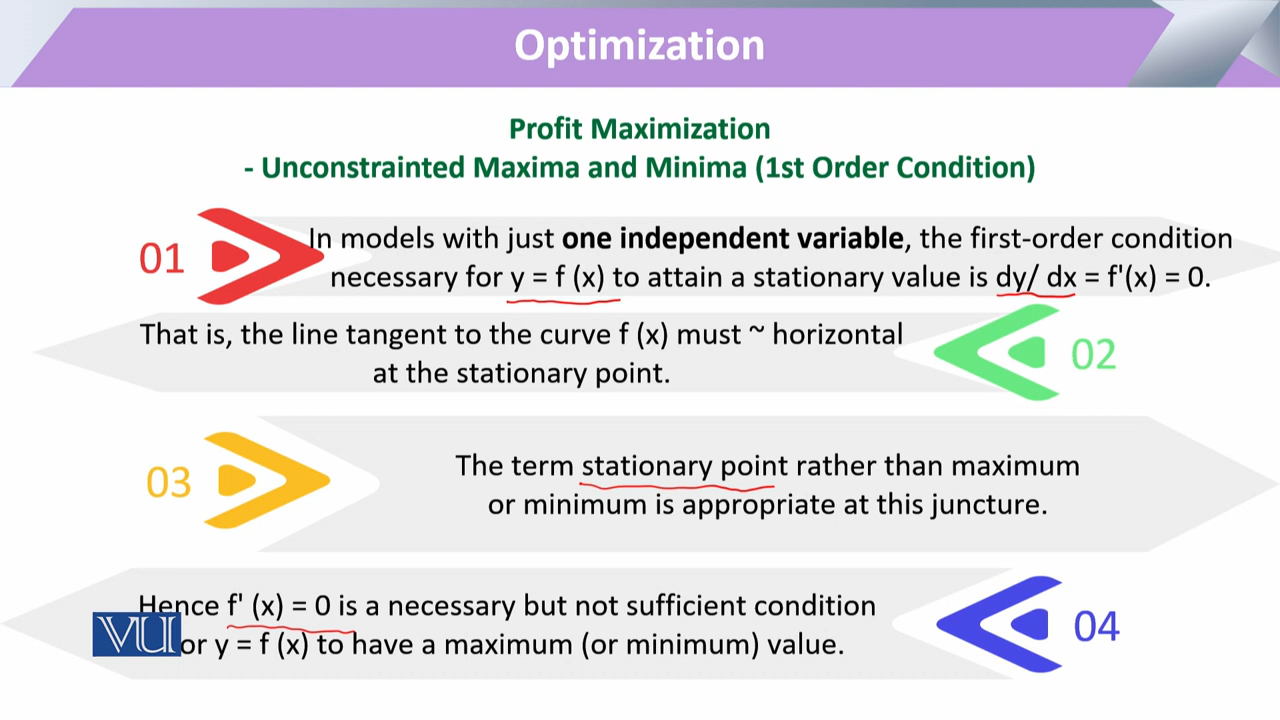 Optimization
Profit Maximization
- Unconstrainted Maxima and Minima (1st Order Condition)
01
In models with just one independent variable, the first-order condition
necessary for y = f (x) to attain a stationary value is dy/ dx = f'(x) = 0.
That is, the line tangent to the curve f (x) must ~ horizontal
at the stationary point.
02
03
The term stationary point rather than maximum
or minimum is appropriate at this juncture.
Hence f' (x) = 0 is a necessary but not sufficient condition
or y = f (x) to have a maximum (or minimum) value.
04
VU